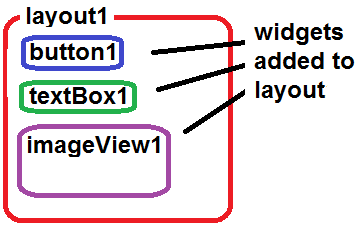 layout1
button1
textBox1
imageView1
widgets
added to
layout